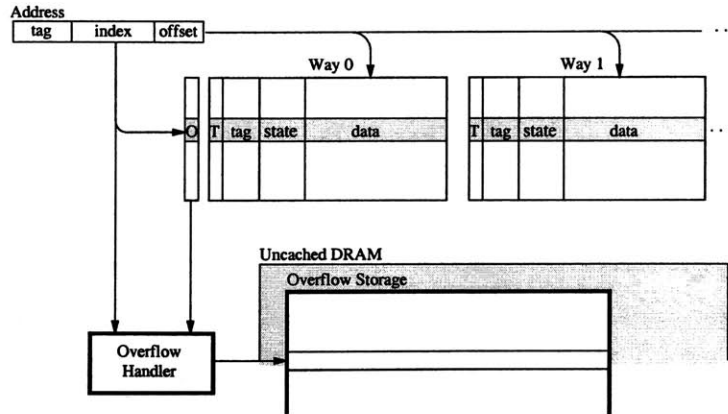 Address
tag index offset
Way 0 Way 1
O T tag state data T tag state data
Uncached DRAM
Overflow Storage
Overflow
Handler